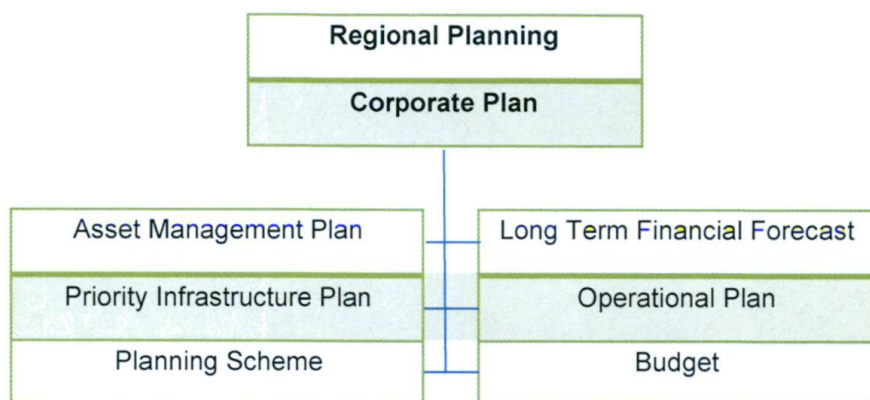 Regional Planning
Corporate Plan
Asset Management Plan
Long Term Financial Forecast
Priority Infrastructure Plan
Operational Plan
Planning Scheme
Budget